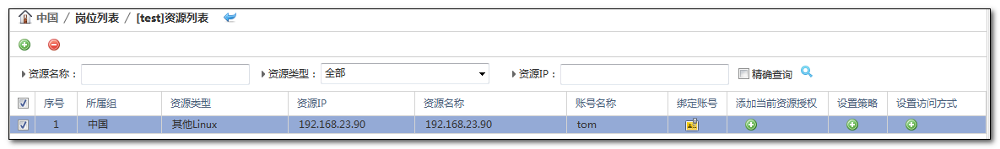 中国 / 岗位列表 / [test]资源列表
资源名称： 资源类型： 全部 资源IP： 精确查询
序号 所属组 资源类型 资源IP 资源名称 账号名称 绑定账号 添加当前资源授权 设置策略 设置访问方式
1 中国 其他Linux 192.168.23.90 192.168.23.90 tom